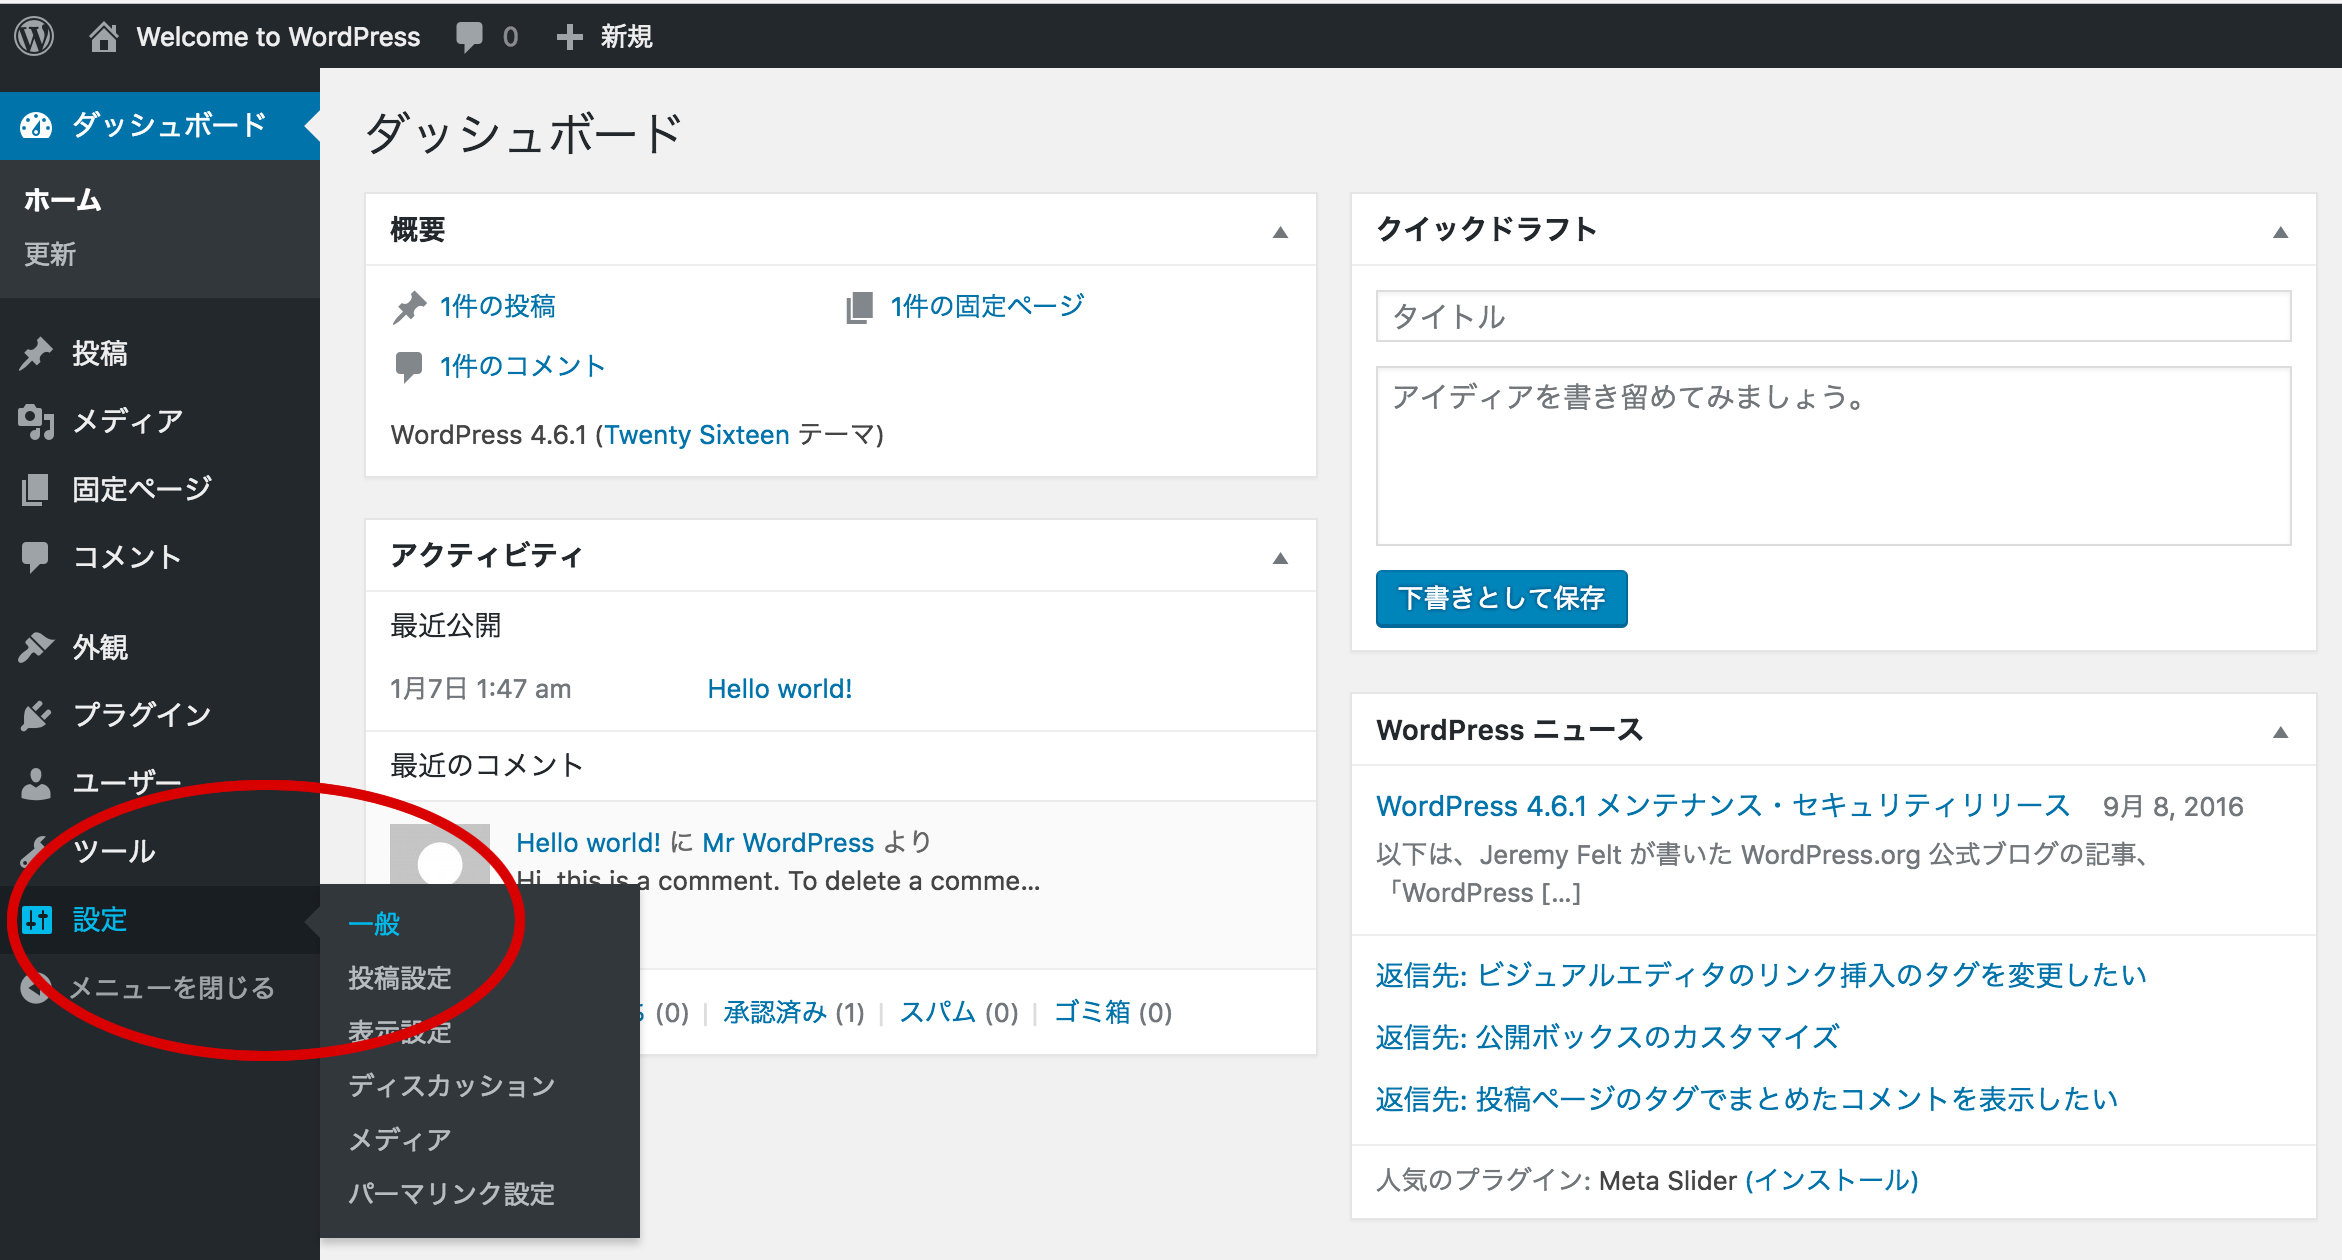 Welcome to WordPress 0 新規
ダッシュボード
ホーム
更新
投稿
メディア
固定ページ
コメント
外観
プラグイン
ユーザー
ツール
設定
メニューを閉じる
一般
投稿設定
表示設定
ディスカッション
メディア
パーマリンク設定
ダッシュボード
概要
1件の投稿 1件の固定ページ
1件のコメント
WordPress 4.6.1 (Twenty Sixteen テーマ)
アクティビティ
最近公開
1月7日 1:47 am Hello world!
最近のコメント
Hello world! に Mr WordPress より
Hi, this is a comment. To delete a comme...
(0) | 承認済み (1) | スパム (0) | ゴミ箱 (0)
クイックドラフト
タイトル
アイディアを書き留めてみましょう。
下書きとして保存
WordPress ニュース
WordPress 4.6.1 メンテナンス・セキュリティリリース 9月 8, 2016
以下は、Jeremy Felt が書いた WordPress.org 公式ブログの記事、
「WordPress [...]
返信先: ビジュアルエディタのリンク挿入のタグを変更したい
返信先: 公開ボックスのカスタマイズ
返信先: 投稿ページのタグでまとめたコメントを表示したい
人気のプラグイン: Meta Slider (インストール)